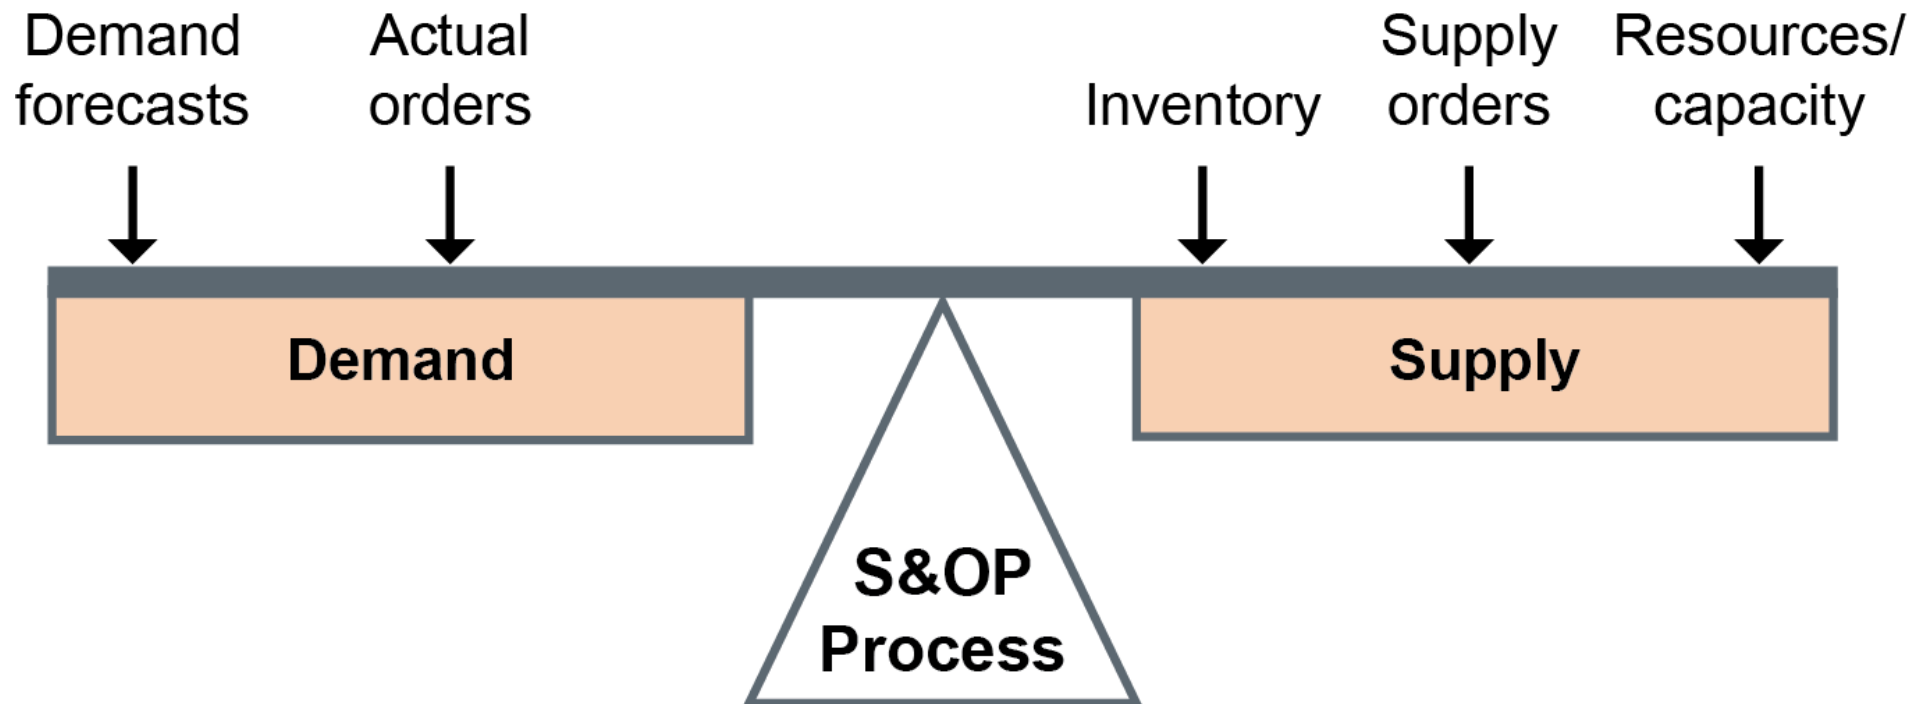 Demand
forecasts
Actual
orders
Inventory
Supply
orders
Resources/
capacity
Demand
Supply
S&OP
Process